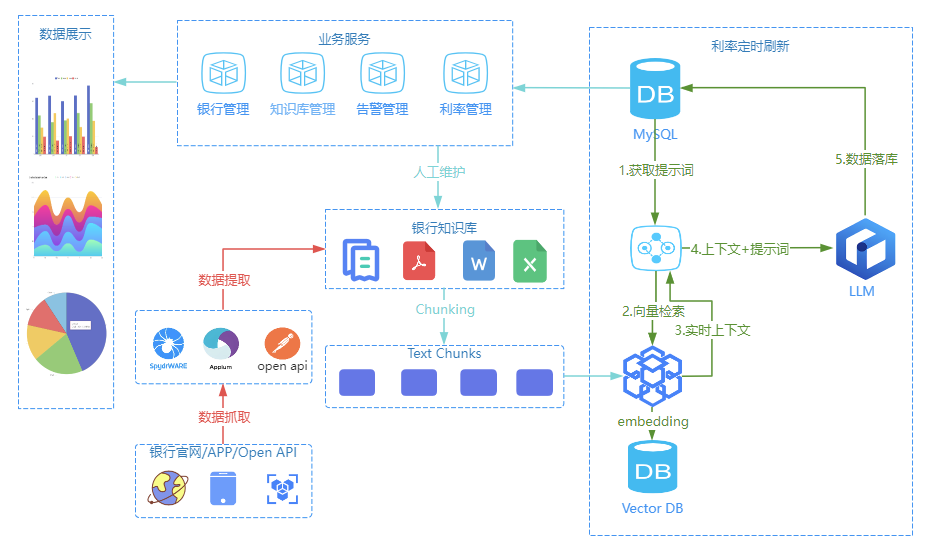 数据展示
业务服务
银行管理
知识库管理
告警管理
利率管理
利率定时刷新
DB
MySQL
1.获取提示词
5.数据落库
人工维护
银行知识库
W
X
4.上下文+提示词
LLM
数据提取
2.向量检索
3.实时上下文
Chunking
SpydrWARE
Appium
open api
Text Chunks
数据抓取
embedding
银行官网/APP/Open API
DB
Vector DB